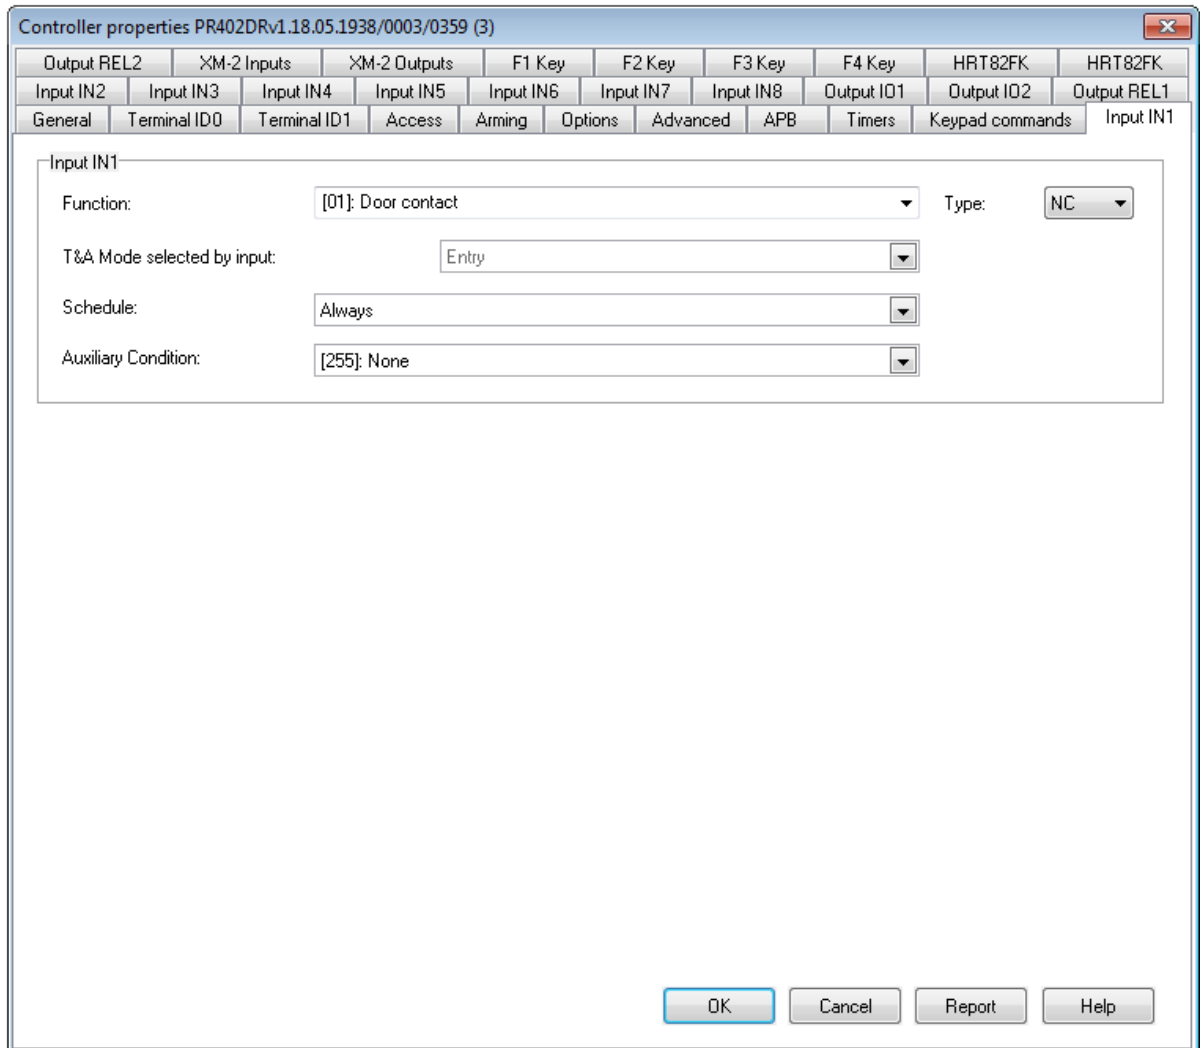 Controller properties PR402DRv1.18.05.1938/0003/0359 (3)
Output REL2 XM-2 Inputs XM-2 Outputs F1 Key F2 Key F3 Key F4 Key HRT82FK HRT82FK
Input IN2 Input IN3 Input IN4 Input IN5 Input IN6 Input IN7 Input IN8 Output IO1 Output IO2 Output REL1
General Terminal ID0 Terminal ID1 Access Arming Options Advanced APB Timers Keypad commands Input IN1
Input IN1
Function: [01]: Door contact Type: NC
T&A Mode selected by input: Entry
Schedule: Always
Auxiliary Condition: [255]: None
OK Cancel Report Help